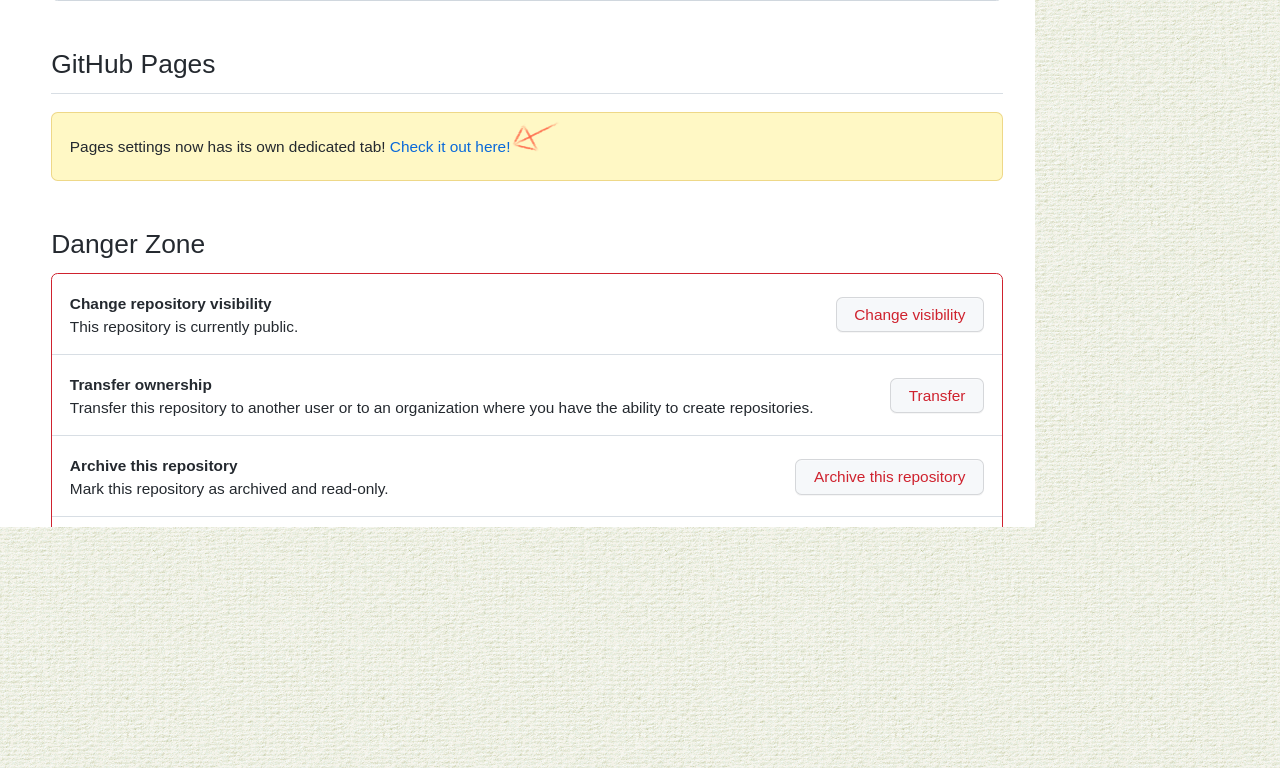 GitHub Pages
Pages settings now has its own dedicated tab! Check it out here!
Danger Zone
Change repository visibility
This repository is currently public.
Change visibility
Transfer ownership
Transfer this repository to another user or to an organization where you have the ability to create repositories.
Transfer
Archive this repository
Mark this repository as archived and read-only.
Archive this repository